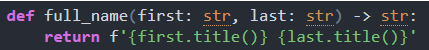 def full_name(first: str, last: str) -> str:
    return f'{first.title()} {last.title()}'